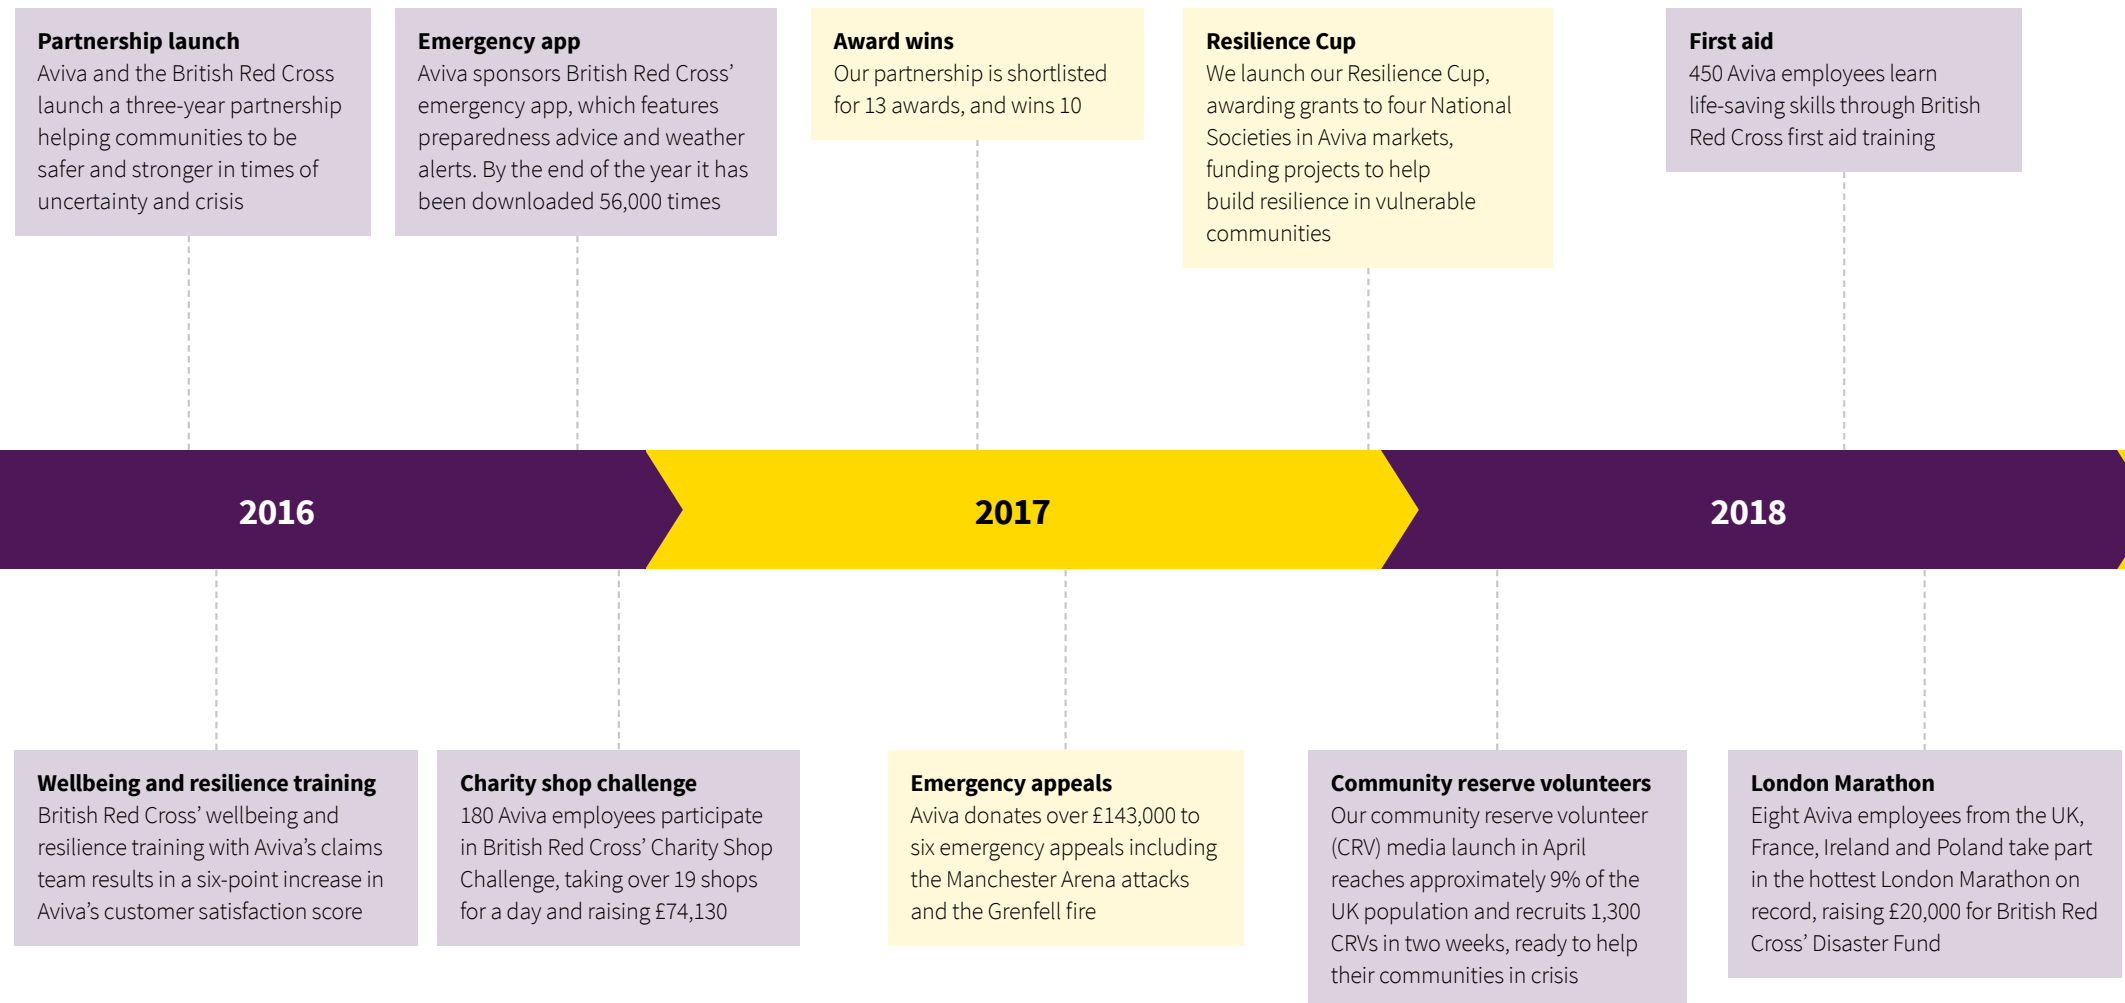 Partnership launch
Aviva and the British Red Cross
launch a three-year partnership
helping communities to be
safer and stronger in times of
uncertainty and crisis
Emergency app
Aviva sponsors British Red Cross’
emergency app, which features
preparedness advice and weather
alerts. By the end of the year it has
been downloaded 56,000 times
Award wins
Our partnership is shortlisted
for 13 awards, and wins 10
Resilience Cup
We launch our Resilience Cup,
awarding grants to four National
Societies in Aviva markets,
funding projects to help
build resilience in vulnerable
communities
First aid
450 Aviva employees learn
life-saving skills through British
Red Cross first aid training
2016
2017
2018
Wellbeing and resilience training
British Red Cross’ wellbeing and
resilience training with Aviva’s claims
team results in a six-point increase in
Aviva’s customer satisfaction score
Charity shop challenge
180 Aviva employees participate
in British Red Cross’ Charity Shop
Challenge, taking over 19 shops
for a day and raising £74,130
Emergency appeals
Aviva donates over £143,000 to
six emergency appeals including
the Manchester Arena attacks
and the Grenfell fire
Community reserve volunteers
Our community reserve volunteer
(CRV) media launch in April
reaches approximately 9% of the
UK population and recruits 1,300
CRVs in two weeks, ready to help
their communities in crisis
London Marathon
Eight Aviva employees from the UK,
France, Ireland and Poland take part
in the hottest London Marathon on
record, raising £20,000 for British Red
Cross’ Disaster Fund